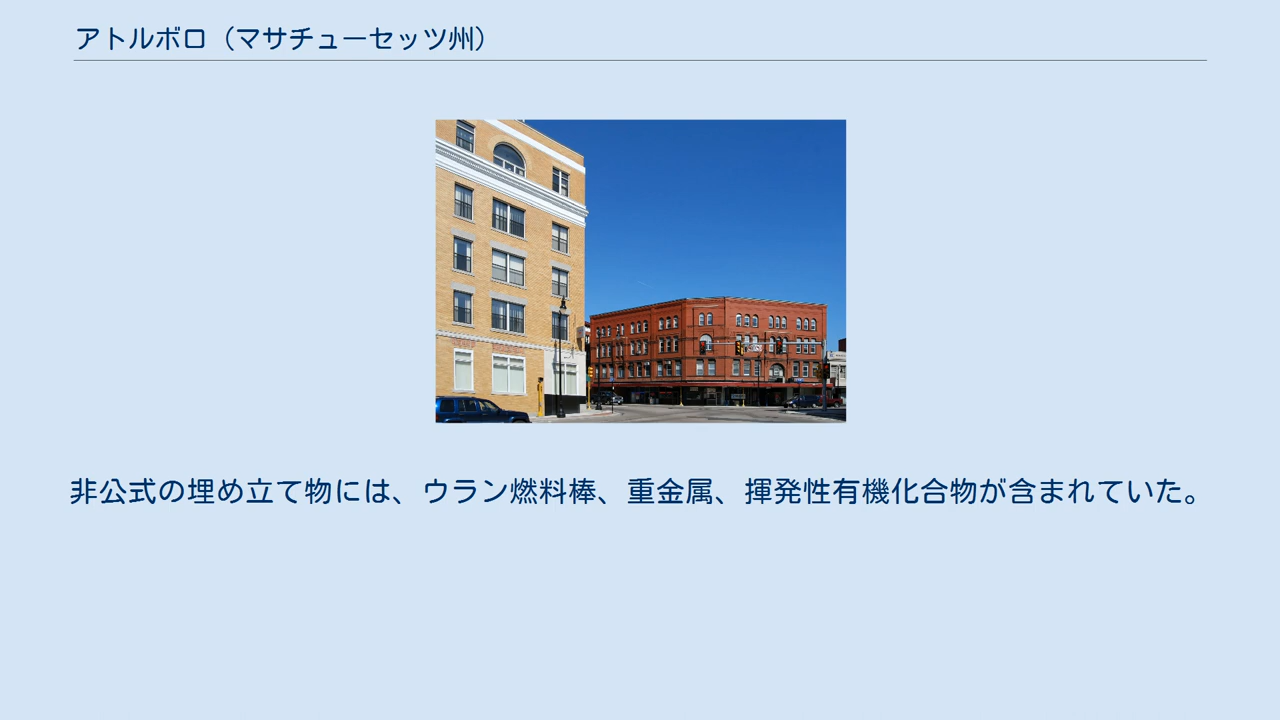 アトルボロ（マサチューセッツ州）
非公式の埋め立て物には、ウラン燃料棒、重金属、揮発性有機化合物が含まれていた。